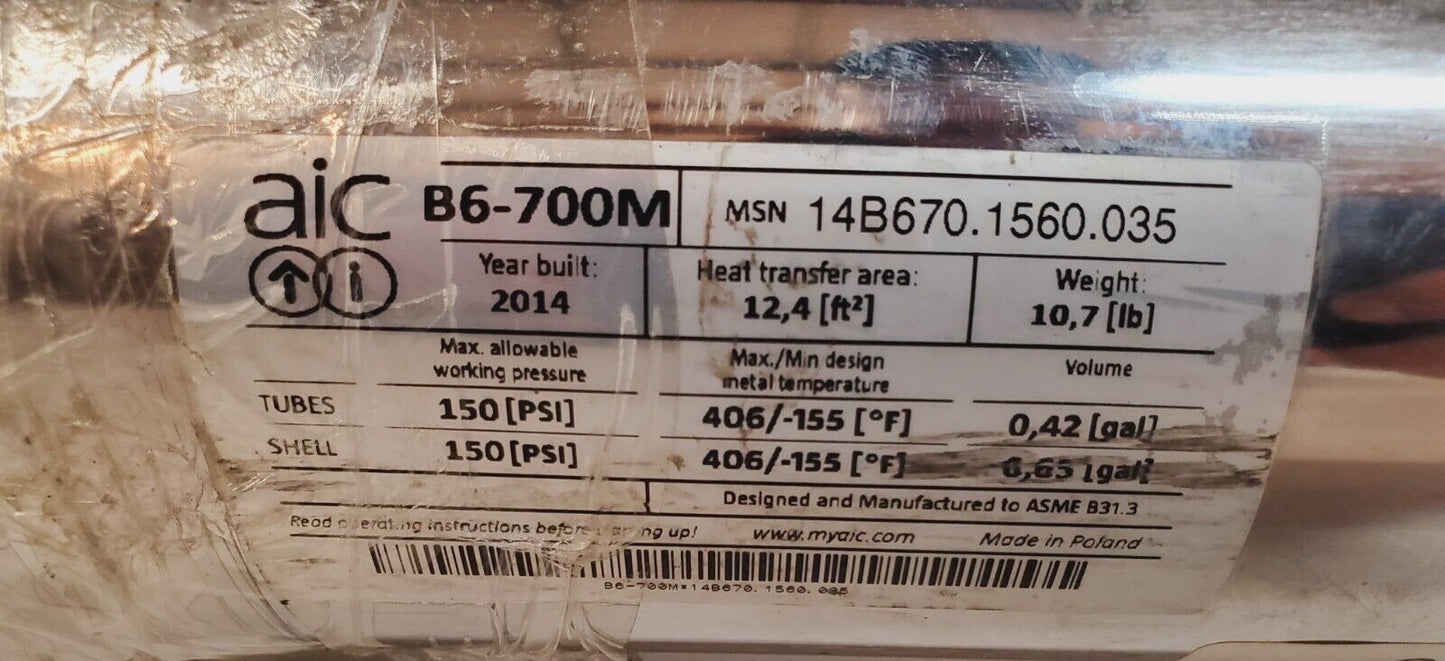 aic B6-700M MSN 14B670.1560.035
Year built: Heat transfer area: Weight:
2014 12,4 [ft²] 10,7 [lb]
Max. allowable working pressure Max./Min design metal temperature Volume
TUBES 150 [PSI] 406/-155 [°F] 0,42 [gal]
SHELL 150 [PSI] 406/-155 [°F]
Designed and Manufactured to ASME B31.3
Read operating instructions before up! www.myaic.com Made in Poland
B6-700M*14B670.1560.035